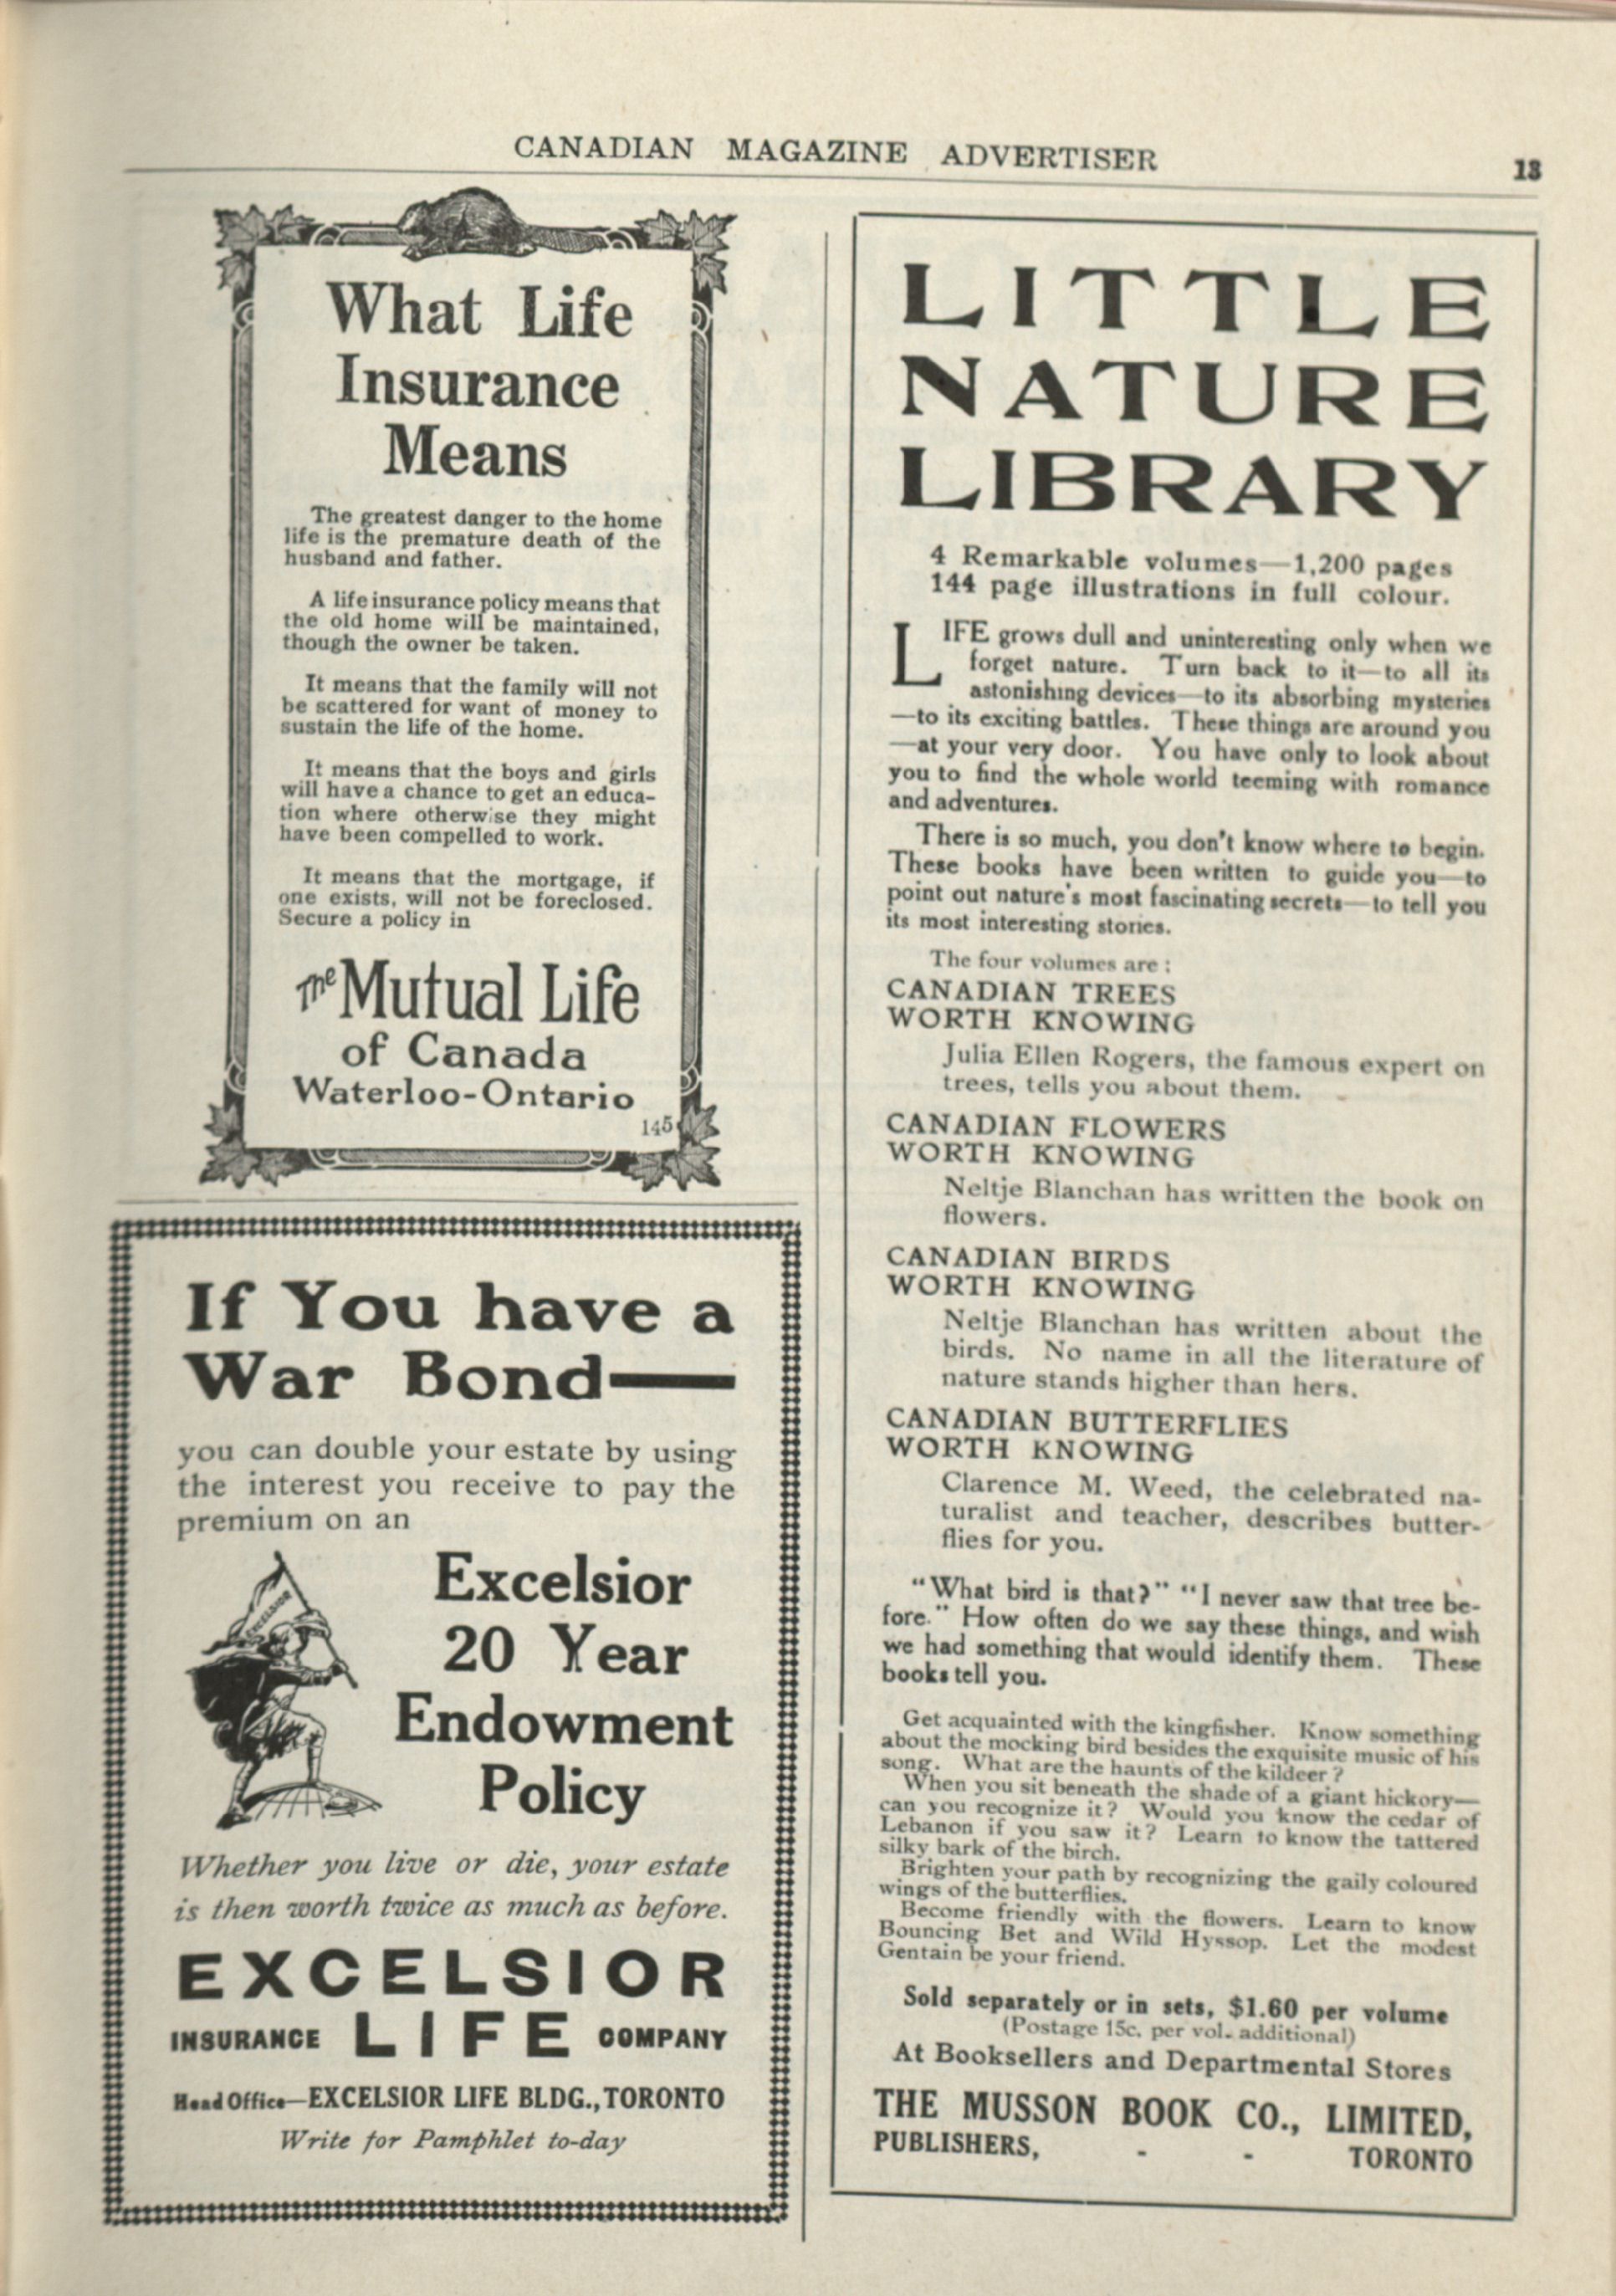 CANADIAN MAGAZINE ADVERTISER
13
What Life
Insurance
Means
The greatest danger to the home
life is the premature death of the
husband and father.
A life insurance policy means that
the old home will be maintained,
though the owner be taken.
It means that the family will not
be scattered for want of money to
sustain the life of the home.
It means that the boys and girls
will have a chance to get an educa-
tion where otherwise they might
have been compelled to work.
It means that the mortgage, if
one exists, will not be foreclosed.
Secure a policy in
The Mutual Life
of Canada
Waterloo-Ontario
145
If You have a
War Bond—
you can double your estate by using
the interest you receive to pay the
premium on an
EXCELSIOR
Excelsior
20 Year
Endowment
Policy
Whether you live or die, your estate
is then worth twice as much as before.
EXCELSIOR
INSURANCE LIFE COMPANY
Head Office—EXCELSIOR LIFE BLDG., TORONTO
Write for Pamphlet to-day
LITTLE
NATURE
LIBRARY
4 Remarkable volumes—1,200 pages
144 page illustrations in full colour.
LIFE grows dull and uninteresting only when we
forget nature. Turn back to it—to all its
astonishing devices—to its absorbing mysteries
—to its exciting battles. These things are around you
—at your very door. You have only to look about
you to find the whole world teeming with romance
and adventures.
There is so much, you don't know where to begin.
These books have been written to guide you—to
point out nature's most fascinating secrets—to tell you
its most interesting stories.
The four volumes are :
CANADIAN TREES
WORTH KNOWING
Julia Ellen Rogers, the famous expert on
trees, tells you about them.
CANADIAN FLOWERS
WORTH KNOWING
Neltje Blanchan has written the book on
flowers.
CANADIAN BIRDS
WORTH KNOWING
Neltje Blanchan has written about the
birds. No name in all the literature of
nature stands higher than hers.
CANADIAN BUTTERFLIES
WORTH KNOWING
Clarence M. Weed, the celebrated na-
turalist and teacher, describes butter-
flies for you.
"What bird is that?" "I never saw that tree be-
fore." How often do we say these things, and wish
we had something that would identify them. These
books tell you.
Get acquainted with the kingfisher. Know something
about the mocking bird besides the exquisite music of his
song. What are the haunts of the kildeer ?
When you sit beneath the shade of a giant hickory—
can you recognize it? Would you know the cedar of
Lebanon if you saw it? Learn to know the tattered
silky bark of the birch.
Brighten your path by recognizing the gaily coloured
wings of the butterflies.
Become friendly with the flowers. Learn to know
Bouncing Bet and Wild Hyssop. Let the modest
Gentain be your friend.
Sold separately or in sets, $1.60 per volume
(Postage 15c. per vol. additional)
At Booksellers and Departmental Stores
THE MUSSON BOOK CO., LIMITED,
PUBLISHERS, - - TORONTO